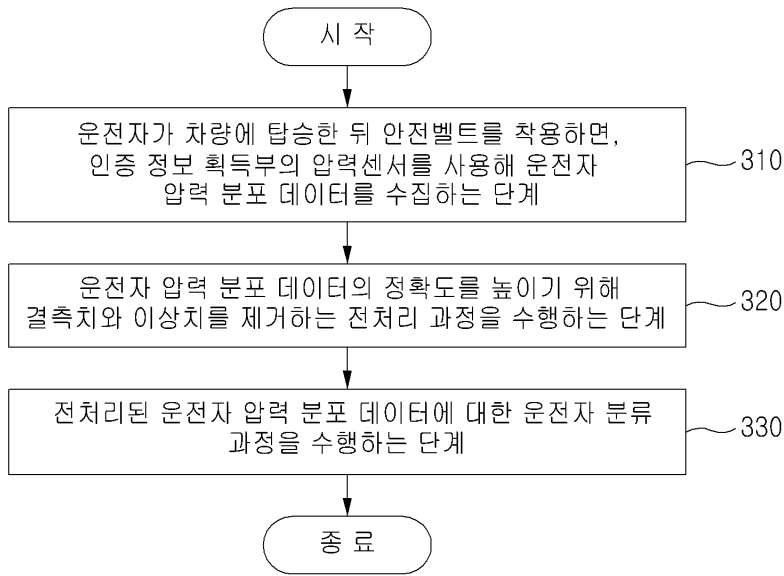 시 작
운전자가 차량에 탑승한 뒤 안전벨트를 착용하면,
인증 정보 획득부의 압력센서를 사용해 운전자
압력 분포 데이터를 수집하는 단계
310
운전자 압력 분포 데이터의 정확도를 높이기 위해
결측치와 이상치를 제거하는 전처리 과정을 수행하는 단계
320
전처리된 운전자 압력 분포 데이터에 대한 운전자 분류
과정을 수행하는 단계
330
종 료